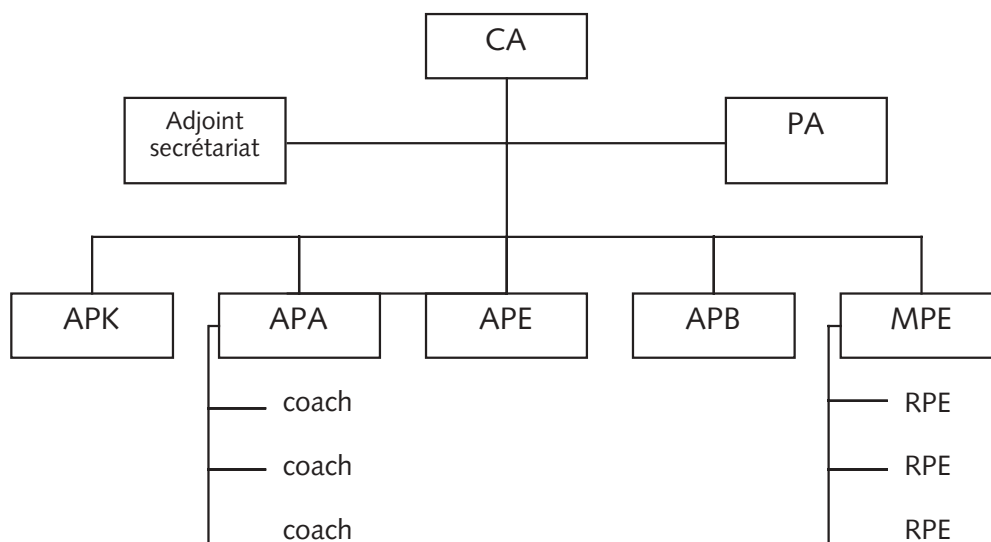 CA
Adjoint
secrétariat
PA
APK
APA
APE
APB
MPE
coach
RPE
coach
RPE
coach
RPE